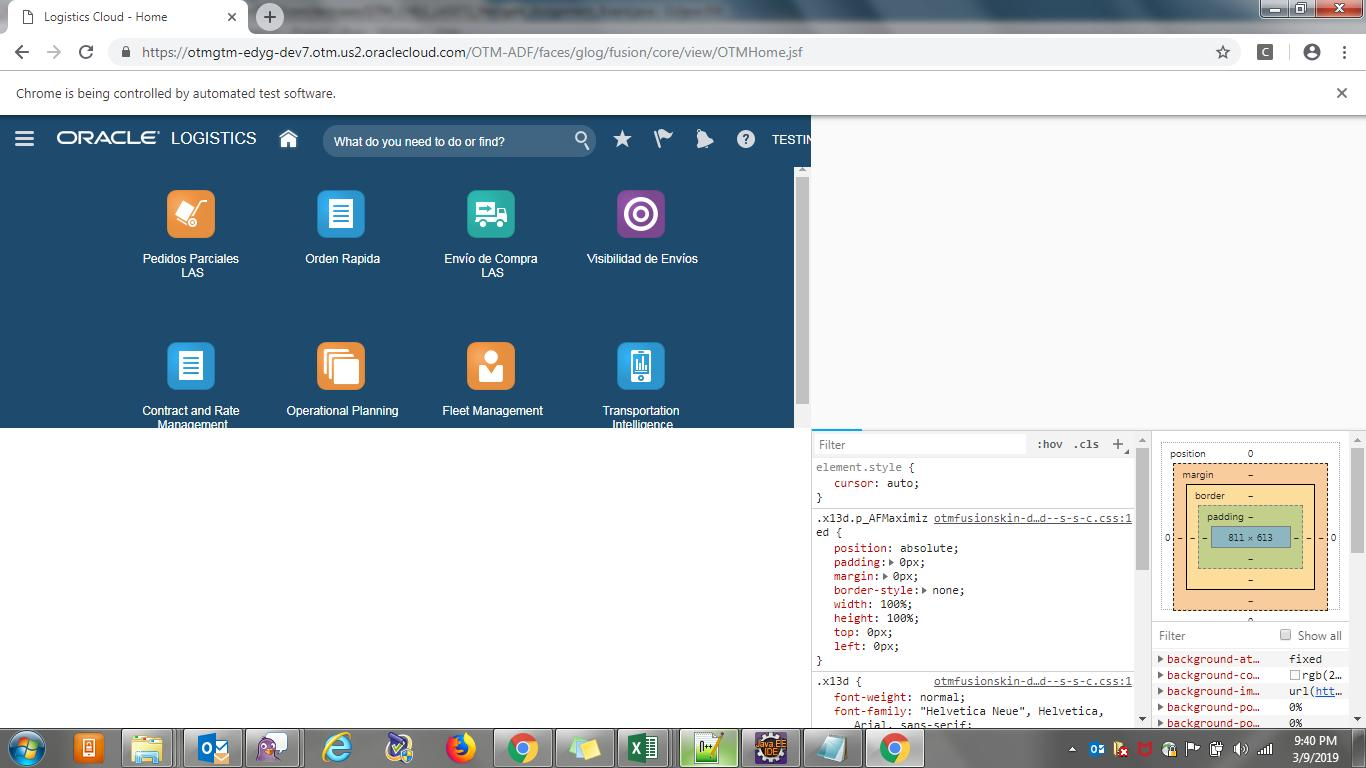 Logistics Cloud - Home
https://otmgtm-edyg-dev7.otm.us2.oraclecloud.com/OTM-ADF/faces/glog/fusion/core/view/OTMHome.jsf
C
Chrome is being controlled by automated test software.
ORACLE LOGISTICS
What do you need to do or find?
TESTIN
Pedidos Parciales
LAS
Orden Rapida
Envío de Compra
LAS
Visibilidad de Envíos
Contract and Rate
Management
Operational Planning
Fleet Management
Transportation
Intelligence
Filter
:hov .cls +
element.style {
cursor: auto;
}
.x13d.p_AFMaximiz otmfusionskin-d…d--s-s-c.css:1
ed {
position: absolute;
padding: 0px;
margin: 0px;
border-style: none;
width: 100%;
height: 100%;
top: 0px;
left: 0px;
}
.x13d { otmfusionskin-d…d--s-s-c.css:1
font-weight: normal;
font-family: "Helvetica Neue", Helvetica,
Arial, sans-serif;
position 0
margin –
border –
padding –
0 – – – 811 × 613 – – – 0
–
–
–
0
Filter Show all
background-at… fixed
background-co… rgb(2…
background-im… url(htt…
background-po… 0%
background-po… 0%
Java EE
IDE
9:40 PM
3/9/2019